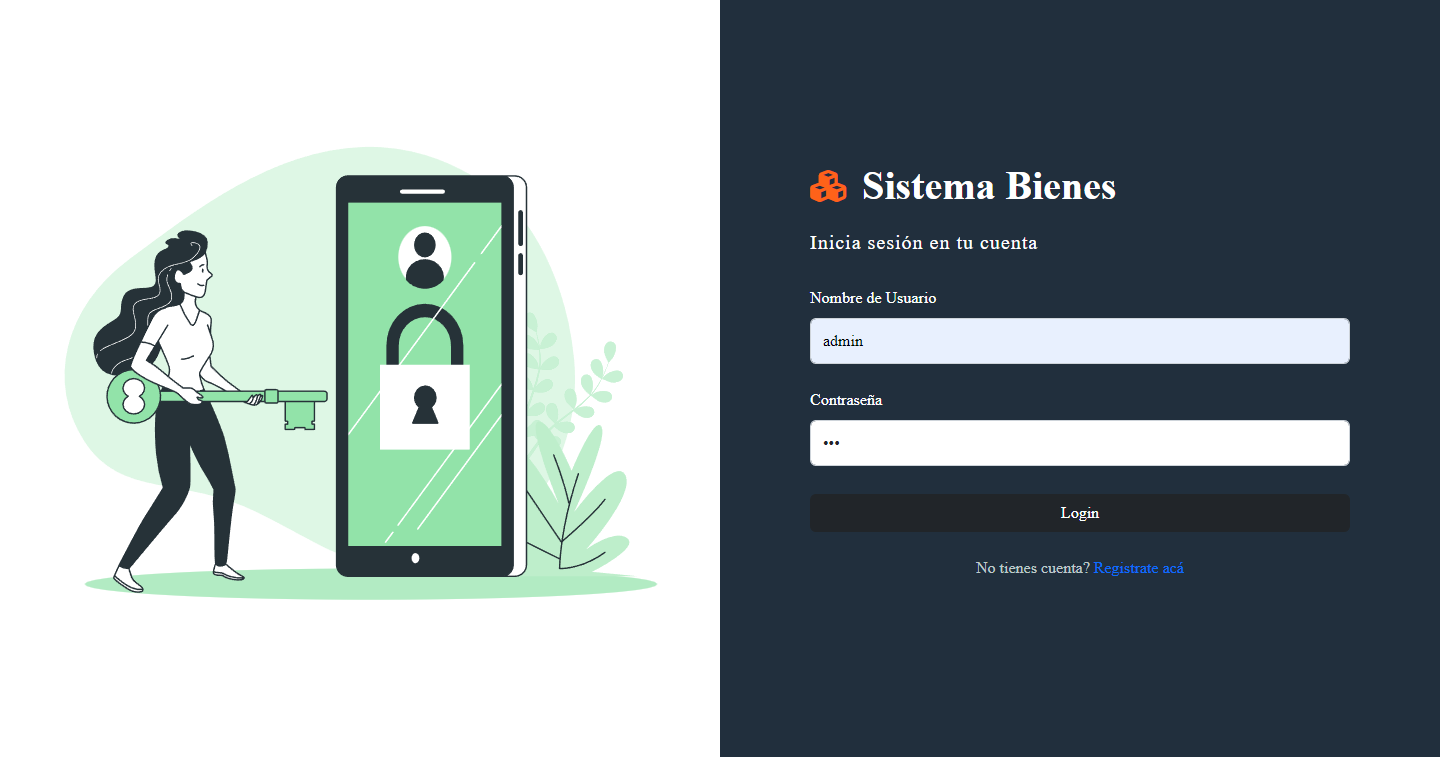 Sistema Bienes
Inicia sesión en tu cuenta
Nombre de Usuario
admin
Contraseña
•••
Login
No tienes cuenta? Registrate acá